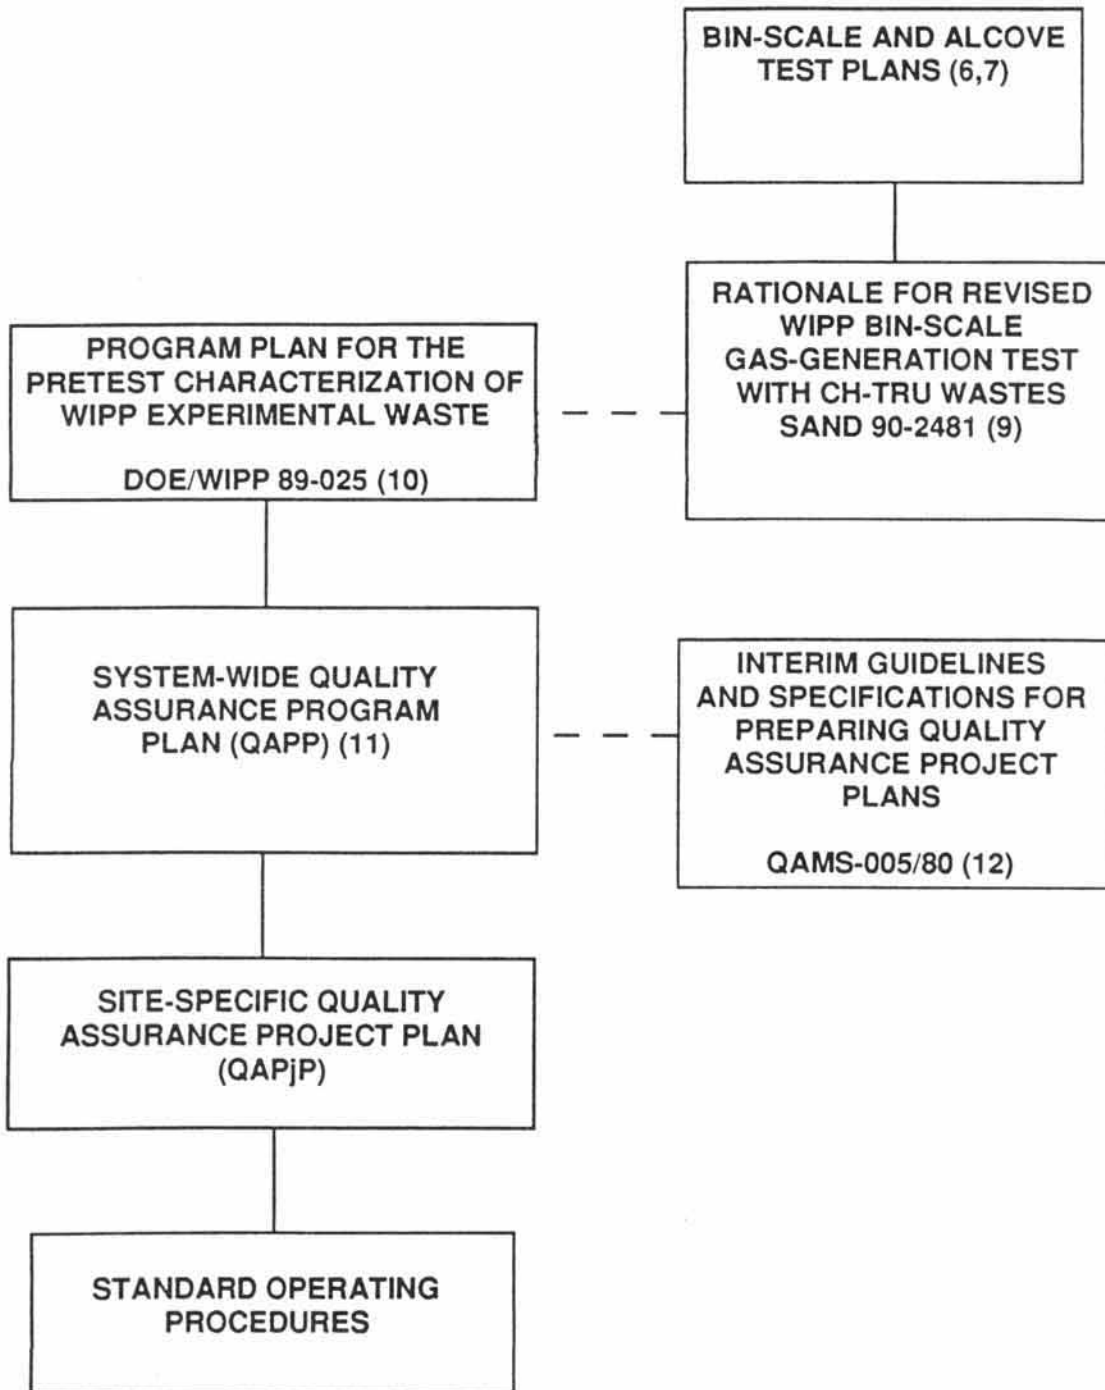 BIN-SCALE AND ALCOVE
TEST PLANS (6,7)
RATIONALE FOR REVISED
WIPP BIN-SCALE
GAS-GENERATION TEST
WITH CH-TRU WASTES
SAND 90-2481 (9)
PROGRAM PLAN FOR THE
PRETEST CHARACTERIZATION OF
WIPP EXPERIMENTAL WASTE
DOE/WIPP 89-025 (10)
SYSTEM-WIDE QUALITY
ASSURANCE PROGRAM
PLAN (QAPP) (11)
INTERIM GUIDELINES
AND SPECIFICATIONS FOR
PREPARING QUALITY
ASSURANCE PROJECT
PLANS
QAMS-005/80 (12)
SITE-SPECIFIC QUALITY
ASSURANCE PROJECT PLAN
(QAPjP)
STANDARD OPERATING
PROCEDURES